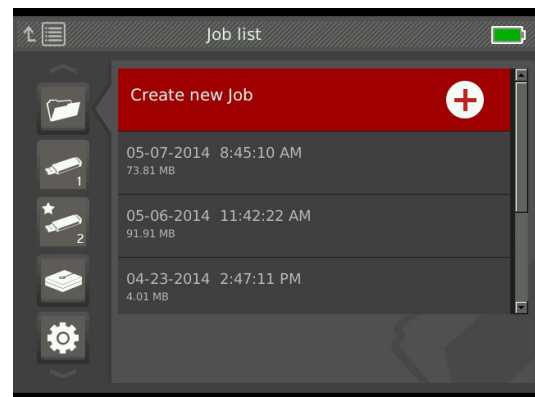 Job list
Create new Job
05-07-2014 8:45:10 AM
73.81 MB
1
05-06-2014 11:42:22 AM
91.91 MB
2
04-23-2014 2:47:11 PM
4.01 MB